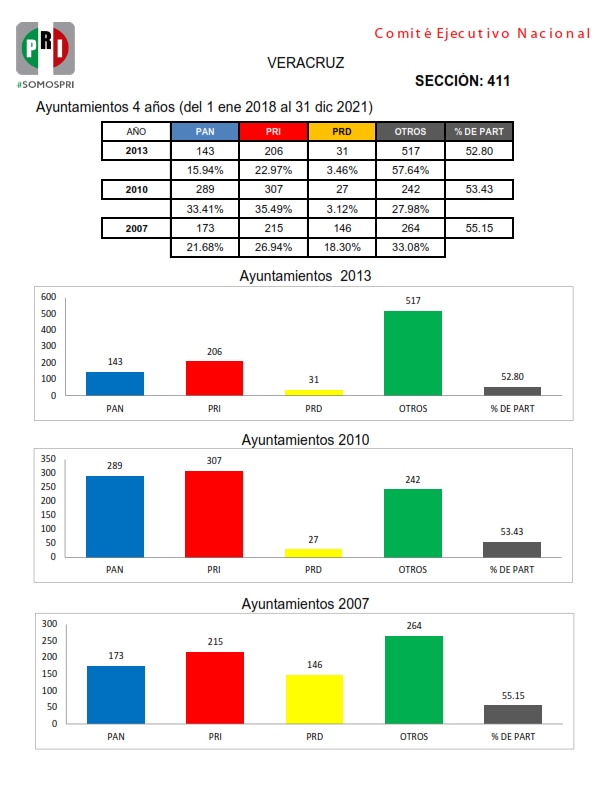 Comité Ejecutivo Nacional
PRI
#SOMOSPRI
VERACRUZ
SECCIÓN: 411
Ayuntamientos 4 años (del 1 ene 2018 al 31 dic 2021)
AÑO PAN PRI PRD OTROS % DE PART
2013 143 206 31 517 52.80
15.94% 22.97% 3.46% 57.64%
2010 289 307 27 242 53.43
33.41% 35.49% 3.12% 27.98%
2007 173 215 146 264 55.15
21.68% 26.94% 18.30% 33.08%
Ayuntamientos 2013
600
500
400
300
200
100
0
143 206 31 517 52.80
PAN PRI PRD OTROS % DE PART
Ayuntamientos 2010
350
300
250
200
150
100
50
0
289 307 27 242 53.43
PAN PRI PRD OTROS % DE PART
Ayuntamientos 2007
300
250
200
150
100
50
0
173 215 146 264 55.15
PAN PRI PRD OTROS % DE PART